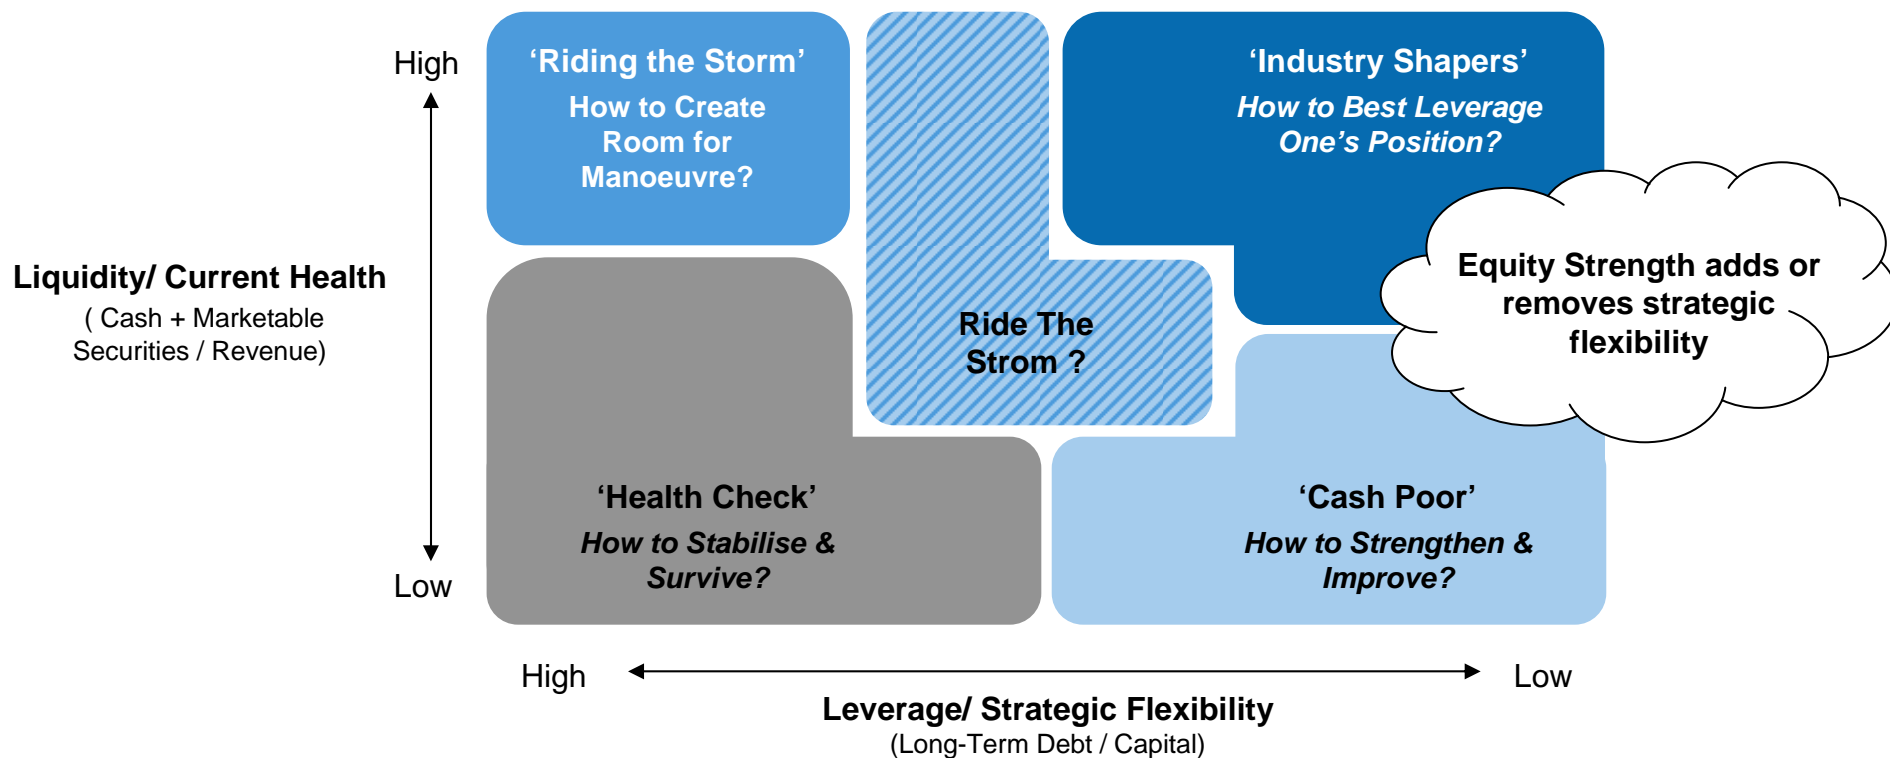 High
‘Riding the Storm’
How to Create
Room for
Manoeuvre?
‘Industry Shapers’
How to Best Leverage
One’s Position?
Liquidity/ Current Health
( Cash + Marketable
Securities / Revenue)
Ride The
Strom ?
Equity Strength adds or
removes strategic
flexibility
‘Health Check’
How to Stabilise &
Survive?
‘Cash Poor’
How to Strengthen &
Improve?
Low
High
Low
Leverage/ Strategic Flexibility
(Long-Term Debt / Capital)